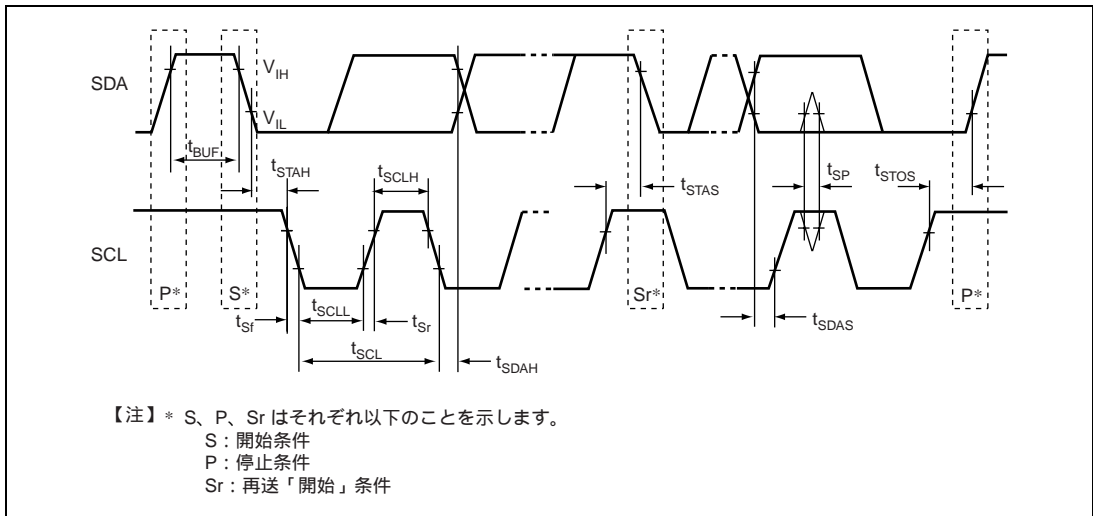 SDA
V_IH
V_IL
t_BUF
t_STAH
t_SCLH
t_STAS
t_SP
t_STOS
SCL
P*
S*
Sr*
P*
t_Sf
t_SCLL
t_Sr
t_SDAS
t_SCL
t_SDAH
【注】* S、P、Sr はそれぞれ以下のことを示します。
S：開始条件
P：停止条件
Sr：再送「開始」条件